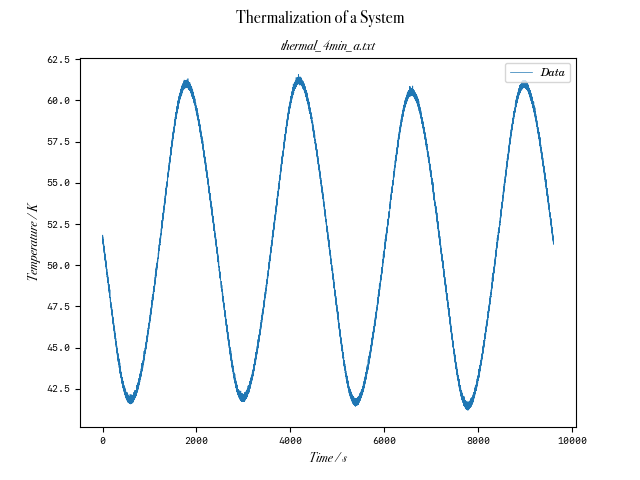 Thermalization of a System
thermal_4min_a.txt
Data
62.5
60.0
57.5
55.0
52.5
50.0
47.5
45.0
42.5
Temperature / K
0 2000 4000 6000 8000 10000
Time / s